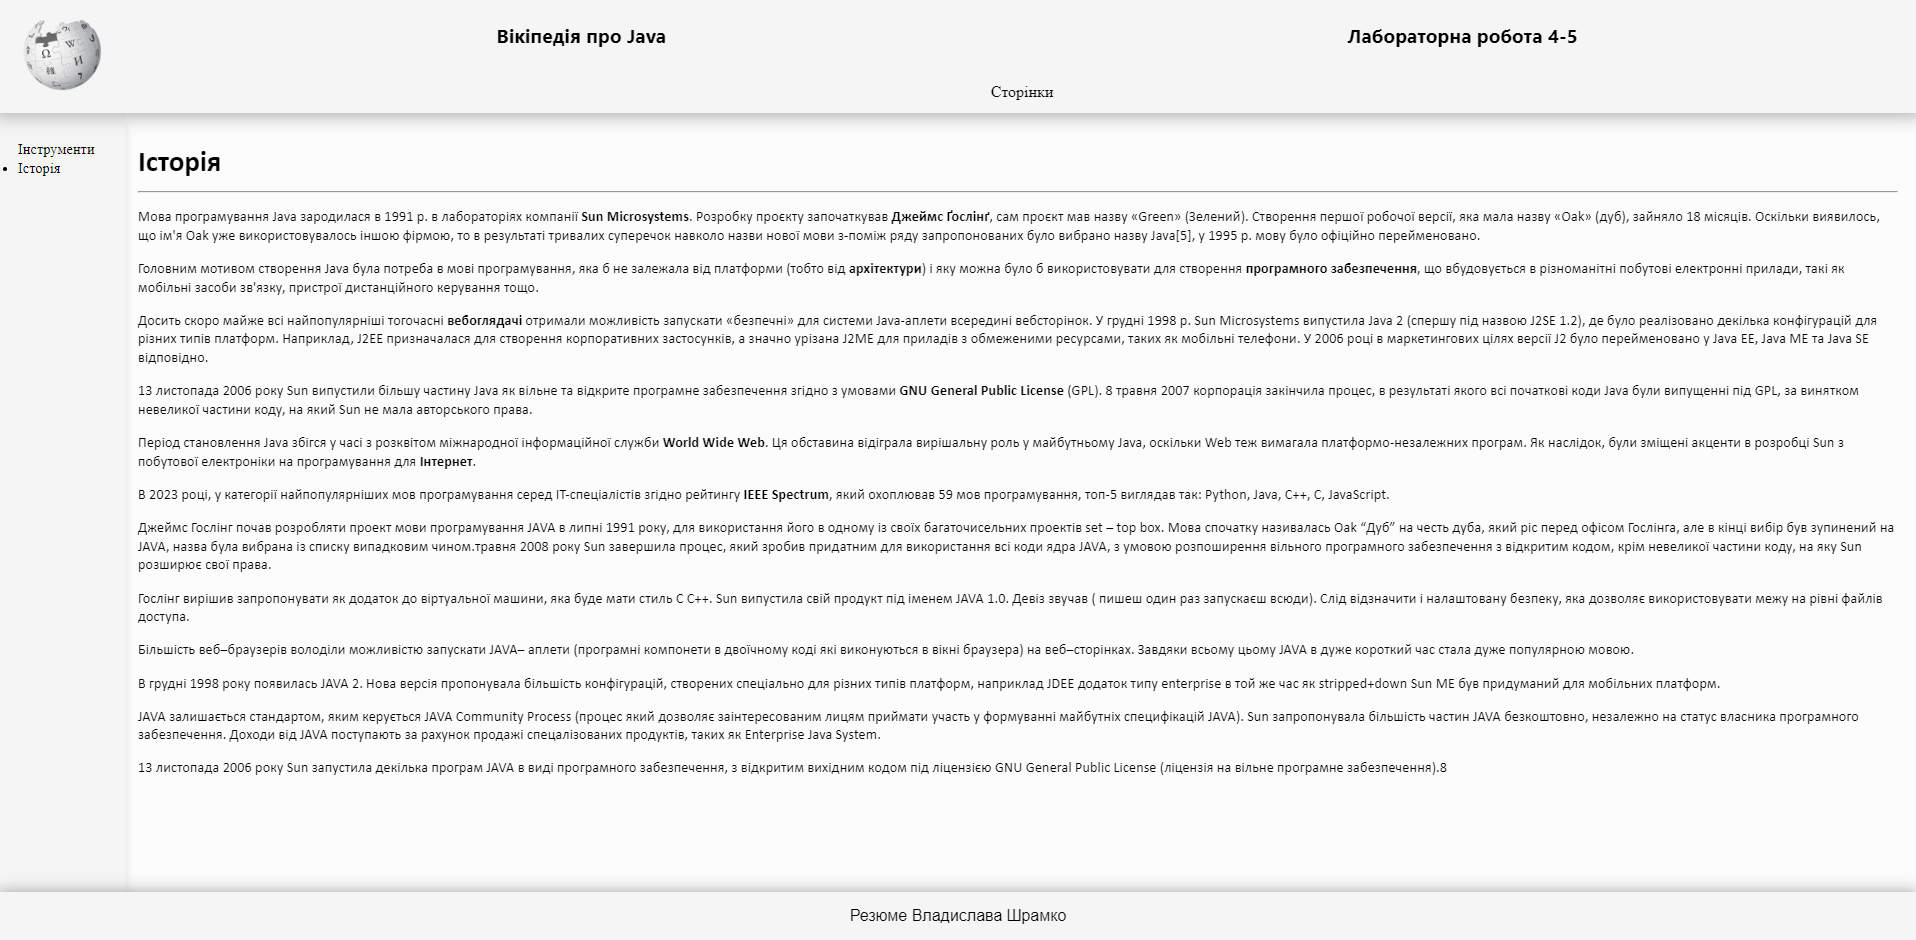 Вікіпедія про Java
Лабораторна робота 4-5
Сторінки
Інструменти
Історія
Історія
Мова програмування Java зародилася в 1991 р. в лабораторіях компанії Sun Microsystems. Розробку проєкту започаткував Джеймс Ґослінґ, сам проєкт мав назву «Green» (Зелений). Створення першої робочої версії, яка мала назву «Oak» (дуб), зайняло 18 місяців. Оскільки виявилось,
що ім'я Oak уже використовувалось іншою фірмою, то в результаті тривалих суперечок навколо назви нової мови з-поміж ряду запропонованих було вибрано назву Java[5], у 1995 р. мову було офіційно перейменовано.
Головним мотивом створення Java була потреба в мові програмування, яка б не залежала від платформи (тобто від архітектури) і яку можна було б використовувати для створення програмного забезпечення, що вбудовується в різноманітні побутові електронні прилади, такі як
мобільні засоби зв'язку, пристрої дистанційного керування тощо.
Досить скоро майже всі найпопулярніші тогочасні вебоглядачі отримали можливість запускати «безпечні» для системи Java-аплети всередині вебсторінок. У грудні 1998 р. Sun Microsystems випустила Java 2 (спершу під назвою J2SE 1.2), де було реалізовано декілька конфігурацій для
різних типів платформ. Наприклад, J2EE призначалася для створення корпоративних застосунків, а значно урізана J2ME для приладів з обмеженими ресурсами, таких як мобільні телефони. У 2006 році в маркетингових цілях версії J2 було перейменовано у Java EE, Java ME та Java SE
відповідно.
13 листопада 2006 року Sun випустили більшу частину Java як вільне та відкрите програмне забезпечення згідно з умовами GNU General Public License (GPL). 8 травня 2007 корпорація закінчила процес, в результаті якого всі початкові коди Java були випущенні під GPL, за винятком
невеликої частини коду, на який Sun не мала авторського права.
Період становлення Java збігся у часі з розквітом міжнародної інформаційної служби World Wide Web. Ця обставина відіграла вирішальну роль у майбутньому Java, оскільки Web теж вимагала платформо-незалежних програм. Як наслідок, були зміщені акценти в розробці Sun з
побутової електроніки на програмування для Інтернет.
В 2023 році, у категорії найпопулярніших мов програмування серед ІТ-спеціалістів згідно рейтингу IEEE Spectrum, який охоплював 59 мов програмування, топ-5 виглядав так: Python, Java, C++, C, JavaScript.
Джеймс Гослінг почав розробляти проект мови програмування JAVA в липні 1991 року, для використання його в одному із своїх багаточисельних проектів set – top box. Мова спочатку називалась Oak “Дуб” на честь дуба, який ріс перед офісом Гослінга, але в кінці вибір був зупинений на
JAVA, назва була вибрана із списку випадковим чином.травня 2008 року Sun завершила процес, який зробив придатним для використання всі коди ядра JAVA, з умовою розпоширення вільного програмного забезпечення з відкритим кодом, крім невеликої частини коду, на яку Sun
розширює свої права.
Гослінг вирішив запропонувати як додаток до віртуальної машини, яка буде мати стиль С С++. Sun випустила свій продукт під іменем JAVA 1.0. Девіз звучав ( пишеш один раз запускаєш всюди). Слід відзначити і налаштовану безпеку, яка дозволяє використовувати межу на рівні файлів
доступа.
Більшість веб–браузерів володіли можливістю запускати JAVA– аплети (програмні компонети в двоїчному коді які виконуються в вікні браузера) на веб–сторінках. Завдяки всьому цьому JAVA в дуже короткий час стала дуже популярною мовою.
В грудні 1998 року появилась JAVA 2. Нова версія пропонувала більшість конфігурацій, створених спеціально для різних типів платформ, наприклад JDEE додаток типу enterprise в той же час як stripped+down Sun ME був придуманий для мобільних платформ.
JAVA залишається стандартом, яким керується JAVA Community Process (процес який дозволяє заінтересованим лицям приймати участь у формуванні майбутніх специфікацій JAVA). Sun запропонувала більшість частин JAVA безкоштовно, незалежно на статус власника програмного
забезпечення. Доходи від JAVA поступають за рахунок продажі спецалізованих продуктів, таких як Enterprise Java System.
13 листопада 2006 року Sun запустила декілька програм JAVA в виді програмного забезпечення, з відкритим вихідним кодом під ліцензією GNU General Public License (ліцензія на вільне програмне забезпечення).8
Резюме Владислава Шрамко